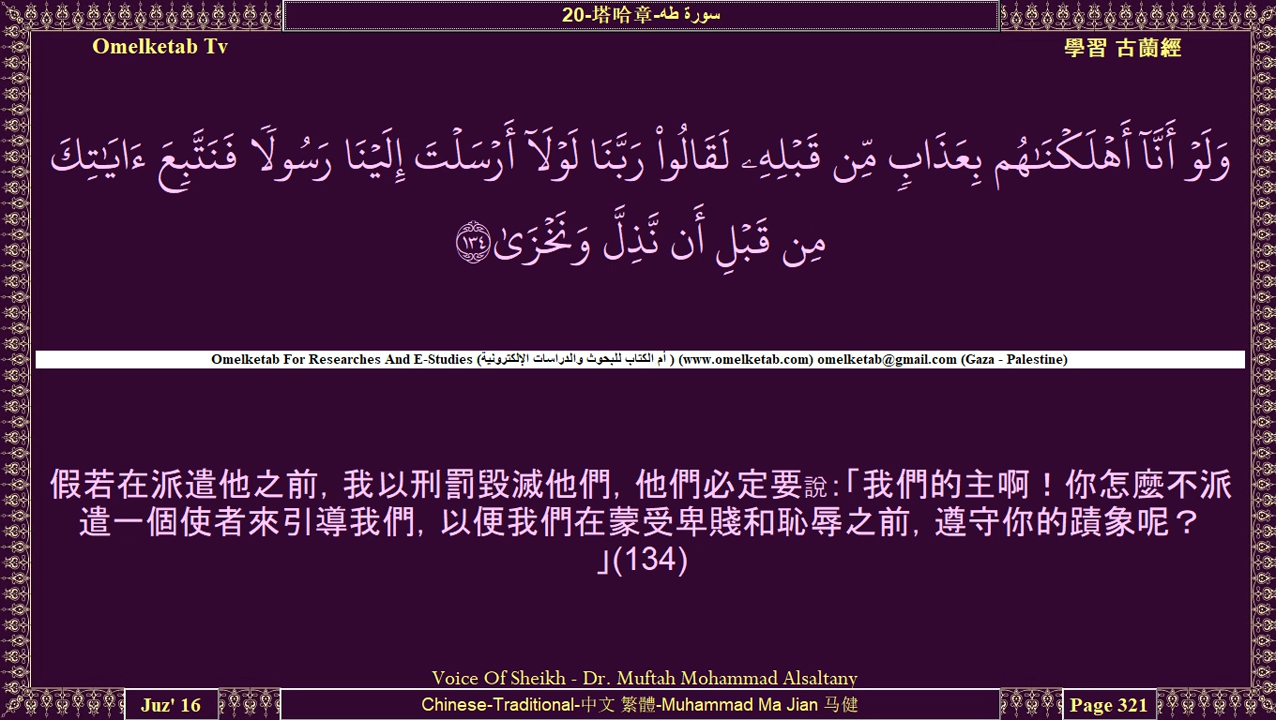 20-塔哈章-سورة طه
Omelketab Tv
學習 古蘭經
وَلَوۡ أَنَّآ أَهۡلَكۡنَٰهُم بِعَذَابٖ مِّن قَبۡلِهِۦ لَقَالُواْ رَبَّنَا لَوۡلَآ أَرۡسَلۡتَ إِلَيۡنَا رَسُولٗا فَنَتَّبِعَ ءَايَٰتِكَ
مِن قَبۡلِ أَن نَّذِلَّ وَنَخۡزَىٰ ١٣٤
Omelketab For Researches And E-Studies (أم الكتاب للبحوث والدراسات الإلكترونية ) (www.omelketab.com) omelketab@gmail.com (Gaza - Palestine)
假若在派遣他之前, 我以刑罰毀滅他們, 他們必定要說:「我們的主啊！你怎麼不派
遣一個使者來引導我們, 以便我們在蒙受卑賤和恥辱之前, 遵守你的蹟象呢？
」(134)
Voice Of Sheikh - Dr. Muftah Mohammad Alsaltany
Juz' 16
Chinese-Traditional-中文 繁體-Muhammad Ma Jian 马健
Page 321